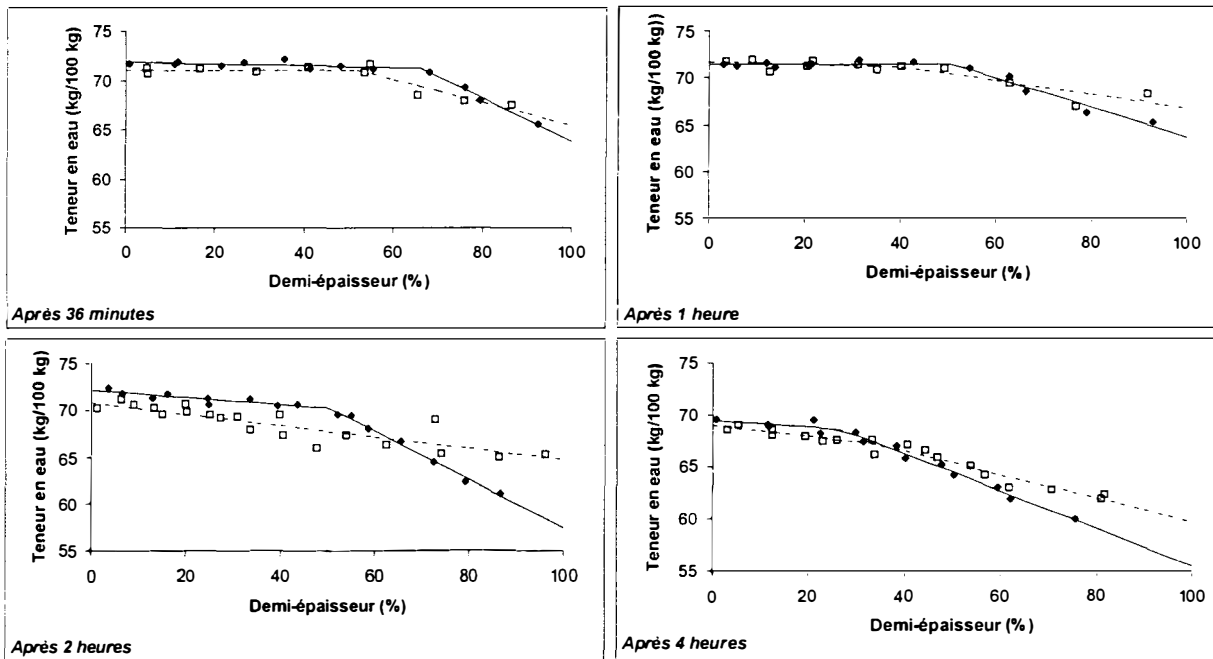 Teneur en eau (kg/100 kg)
75
70
65
60
55
0 20 40 60 80 100
Demi-épaisseur (%)
Après 36 minutes
Teneur en eau (kg/100 kg))
75
70
65
60
55
0 20 40 60 80 100
Demi-épaisseur (%)
Après 1 heure
Teneur en eau (kg/100 kg)
75
70
65
60
55
0 20 40 60 80 100
Demi-épaisseur (%)
Après 2 heures
Teneur en eau (kg/100 kg)
75
70
65
60
55
0 20 40 60 80 100
Demi-épaisseur (%)
Après 4 heures